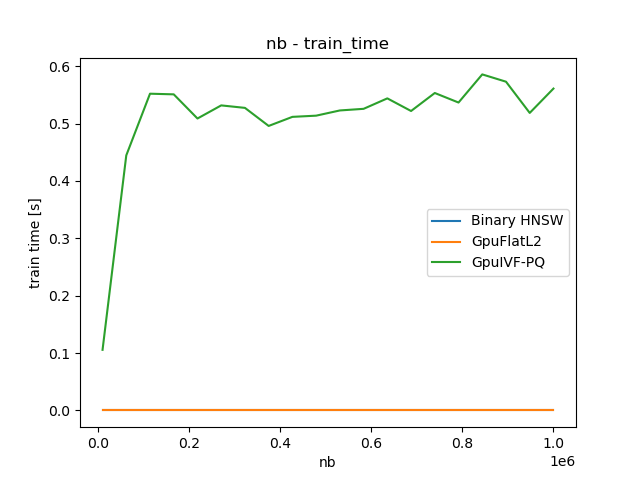 nb - train_time
train time [s]
0.6
0.5
0.4
0.3
0.2
0.1
0.0
Binary HNSW
GpuFlatL2
GpuIVF-PQ
0.0 0.2 0.4 0.6 0.8 1.0
1e6
nb